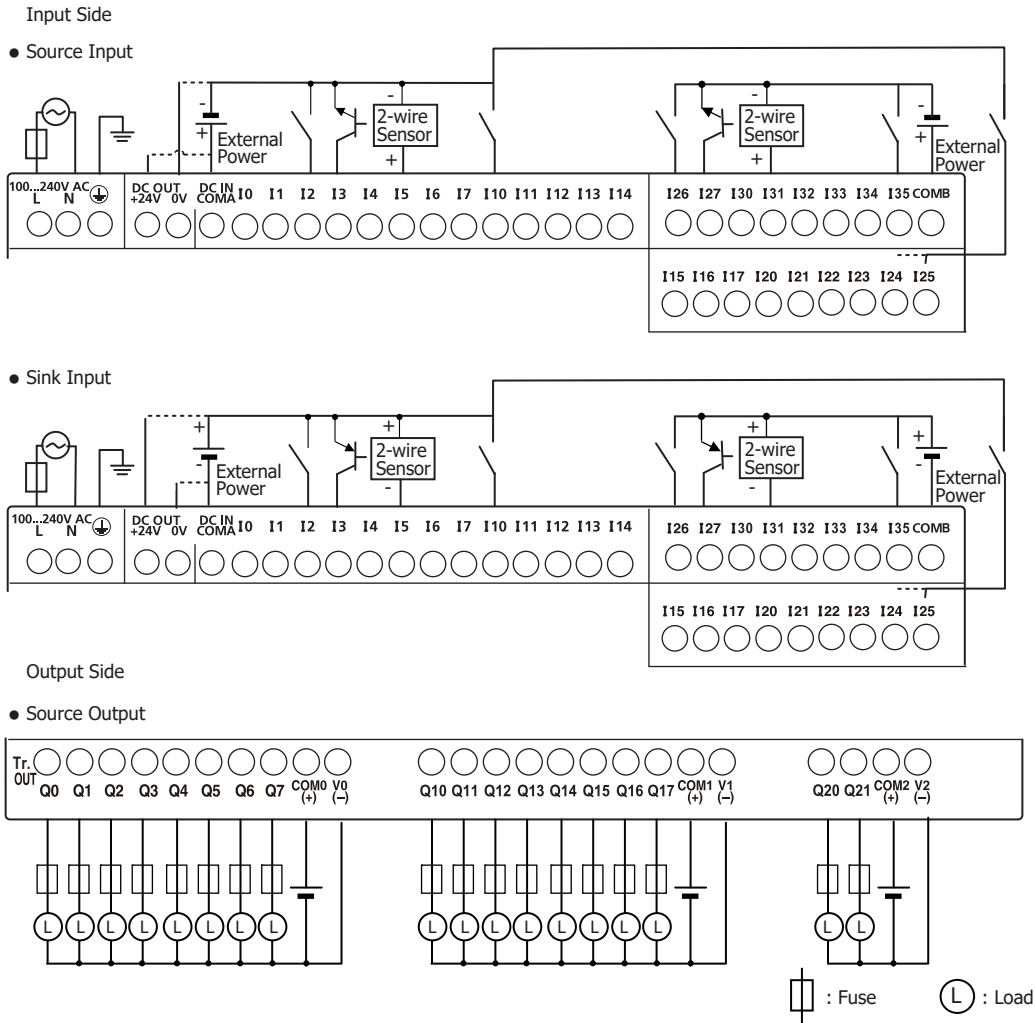 Input Side
● Source Input
- + External Power
- 2-wire Sensor +
- 2-wire Sensor +
- + External Power
100...240V AC L N
DC OUT +24V 0V
DC IN COMA I0 I1 I2 I3 I4 I5 I6 I7 I10 I11 I12 I13 I14
I26 I27 I30 I31 I32 I33 I34 I35 COMB
I15 I16 I17 I20 I21 I22 I23 I24 I25
● Sink Input
+ - External Power
+ 2-wire Sensor -
+ 2-wire Sensor -
+ - External Power
100...240V AC L N
DC OUT +24V 0V
DC IN COMA I0 I1 I2 I3 I4 I5 I6 I7 I10 I11 I12 I13 I14
I26 I27 I30 I31 I32 I33 I34 I35 COMB
I15 I16 I17 I20 I21 I22 I23 I24 I25
Output Side
● Source Output
Tr. OUT
Q0 Q1 Q2 Q3 Q4 Q5 Q6 Q7 COM0 (+) V0 (–)
Q10 Q11 Q12 Q13 Q14 Q15 Q16 Q17 COM1 (+) V1 (–)
Q20 Q21 COM2 (+) V2 (–)
L L L L L L L L
L L L L L L L L
L L
: Fuse
L : Load